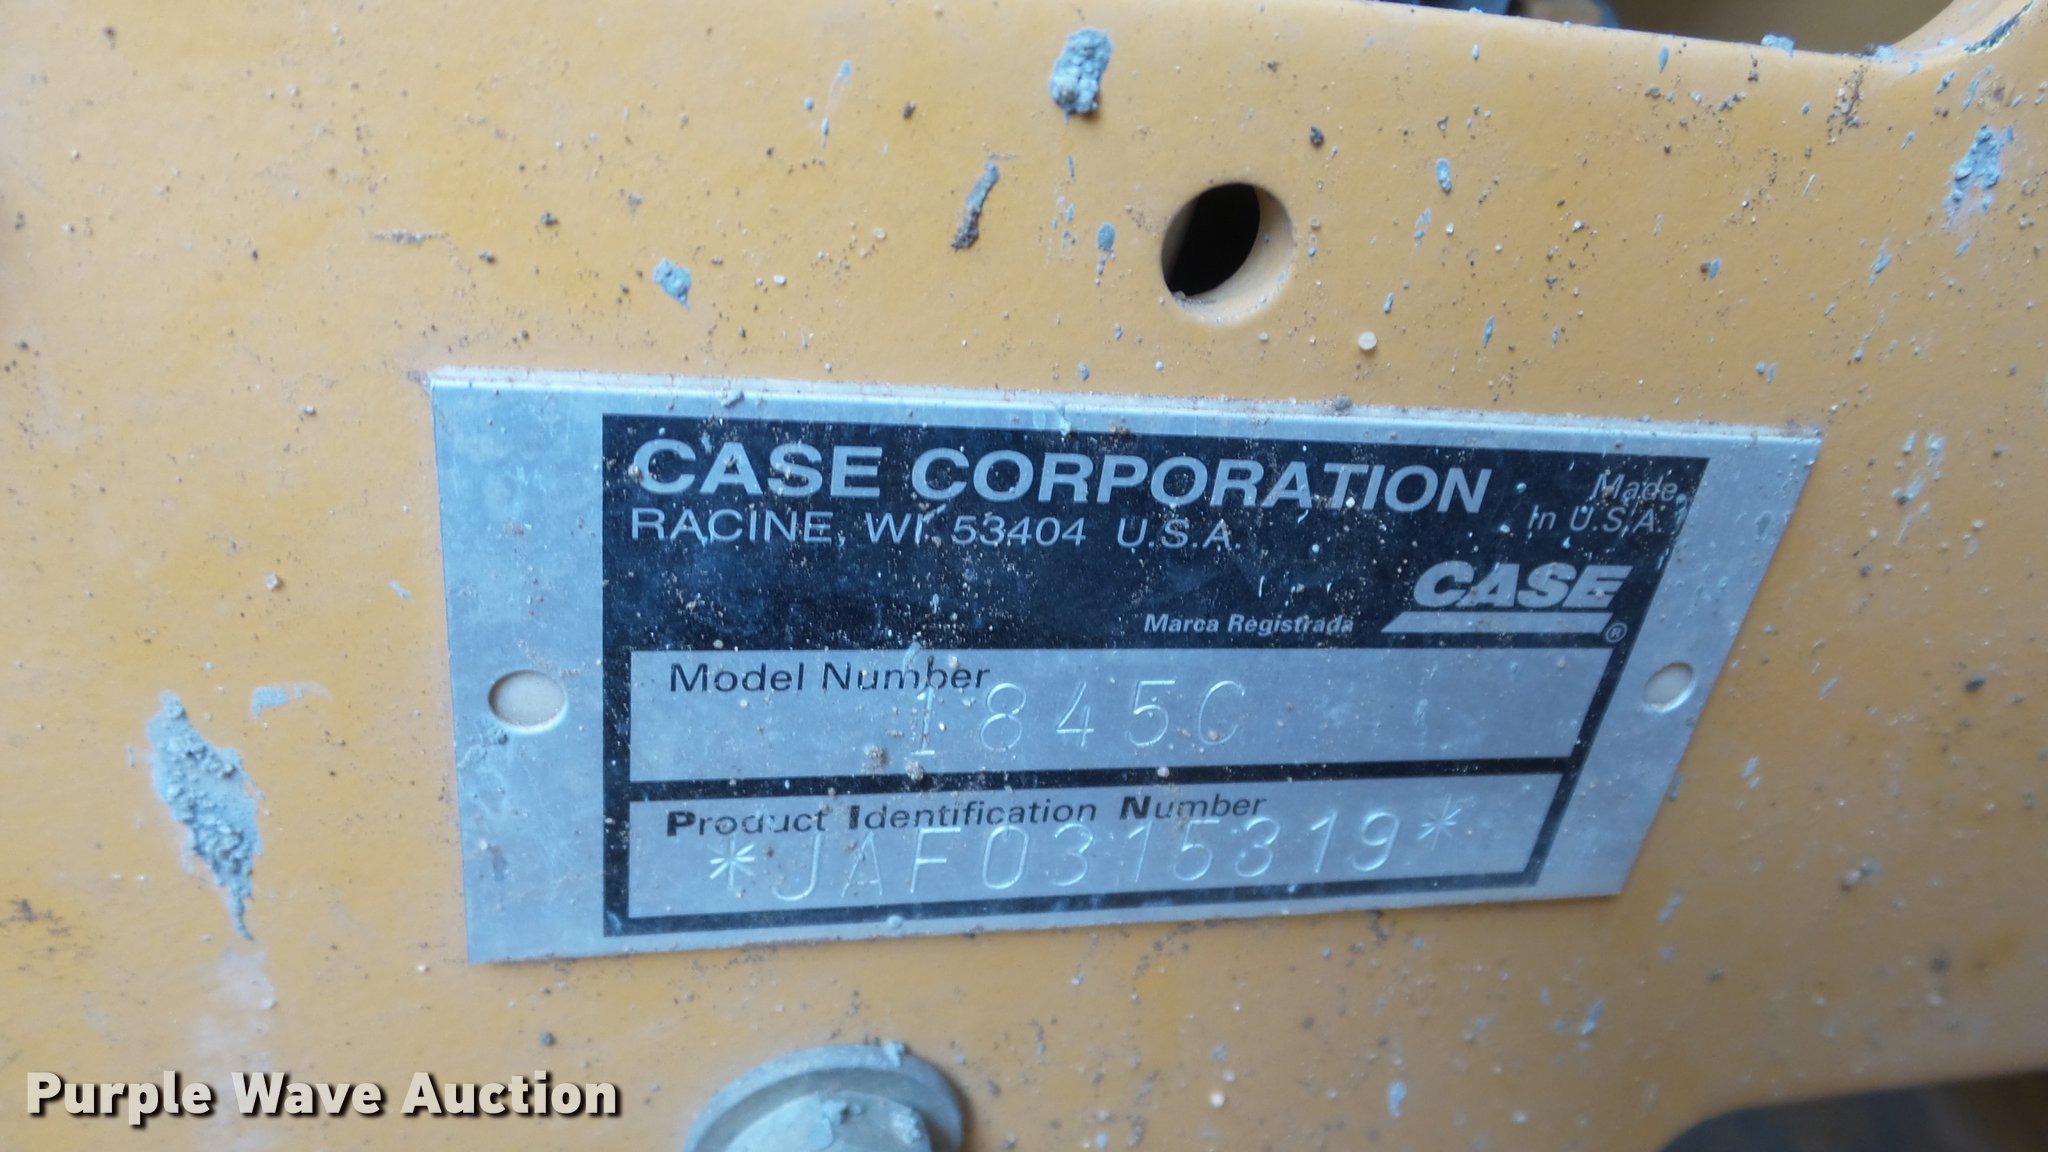 CASE CORPORATION
RACINE, WI. 53404 U.S.A.
Made
In U.S.A.
CASE
Marca Registrada ®
Model Number
1845C
Product Identification Number
*JAF0315319*
Purple Wave Auction